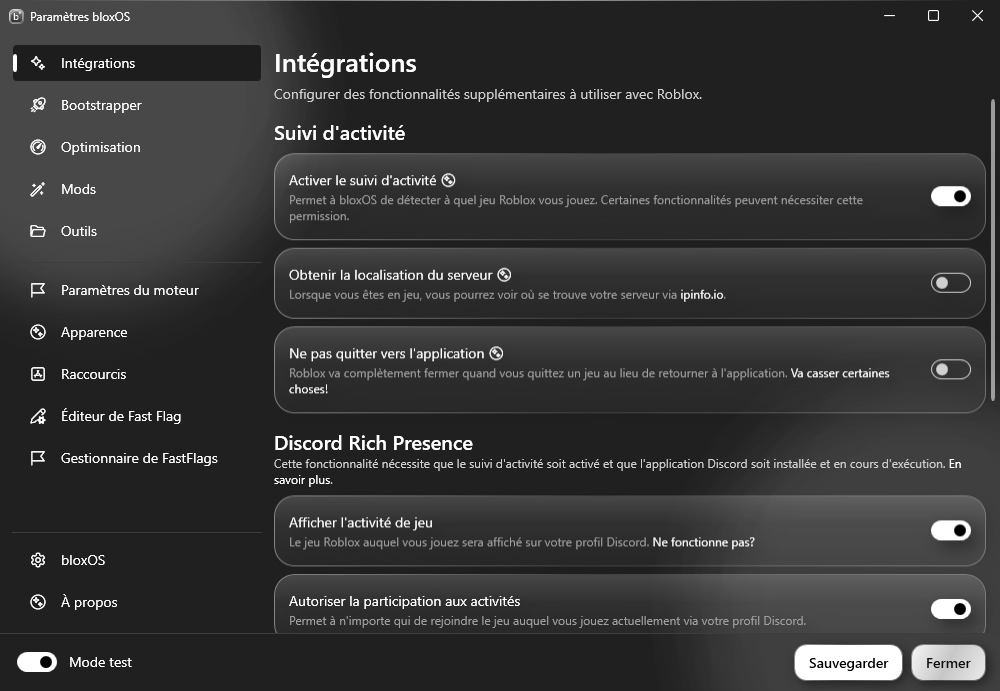 Paramètres bloxOS
Intégrations
Bootstrapper
Optimisation
Mods
Outils
Paramètres du moteur
Apparence
Raccourcis
Éditeur de Fast Flag
Gestionnaire de FastFlags
bloxOS
À propos
Intégrations
Configurer des fonctionnalités supplémentaires à utiliser avec Roblox.
Suivi d'activité
Activer le suivi d'activité
Permet à bloxOS de détecter à quel jeu Roblox vous jouez. Certaines fonctionnalités peuvent nécessiter cette
permission.
Obtenir la localisation du serveur
Lorsque vous êtes en jeu, vous pourrez voir où se trouve votre serveur via ipinfo.io.
Ne pas quitter vers l'application
Roblox va complètement fermer quand vous quittez un jeu au lieu de retourner à l'application. Va casser certaines
choses!
Discord Rich Presence
Cette fonctionnalité nécessite que le suivi d'activité soit activé et que l'application Discord soit installée et en cours d'exécution. En
savoir plus.
Afficher l'activité de jeu
Le jeu Roblox auquel vous jouez sera affiché sur votre profil Discord. Ne fonctionne pas?
Autoriser la participation aux activités
Permet à n'importe qui de rejoindre le jeu auquel vous jouez actuellement via votre profil Discord.
Mode test
Sauvegarder
Fermer